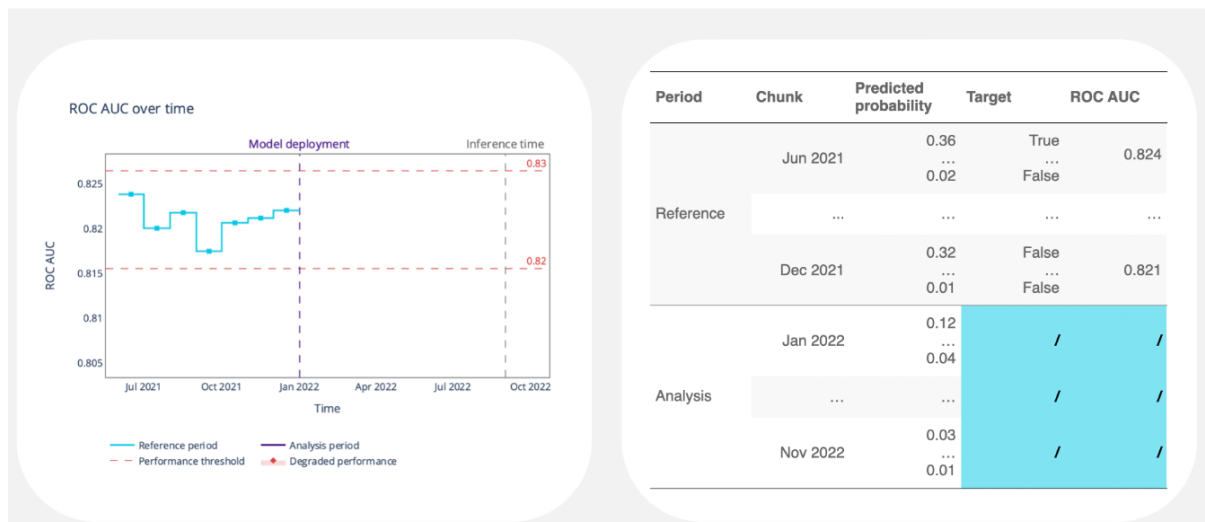 ROC AUC over time
Model deployment
Inference time
0.83
0.825
0.82
0.82
0.815
0.81
0.805
ROC AUC
Jul 2021 Oct 2021 Jan 2022 Apr 2022 Jul 2022 Oct 2022
Time
Reference period
Analysis period
Performance threshold
Degraded performance
Period Chunk Predicted probability Target ROC AUC
Reference
Jun 2021
0.36
...
0.02
True
...
False
0.824
... ... ... ...
Dec 2021
0.32
...
0.01
False
...
False
0.821
Analysis
Jan 2022
0.12
...
0.04
/ /
... ... / /
Nov 2022
0.03
...
0.01
/ /